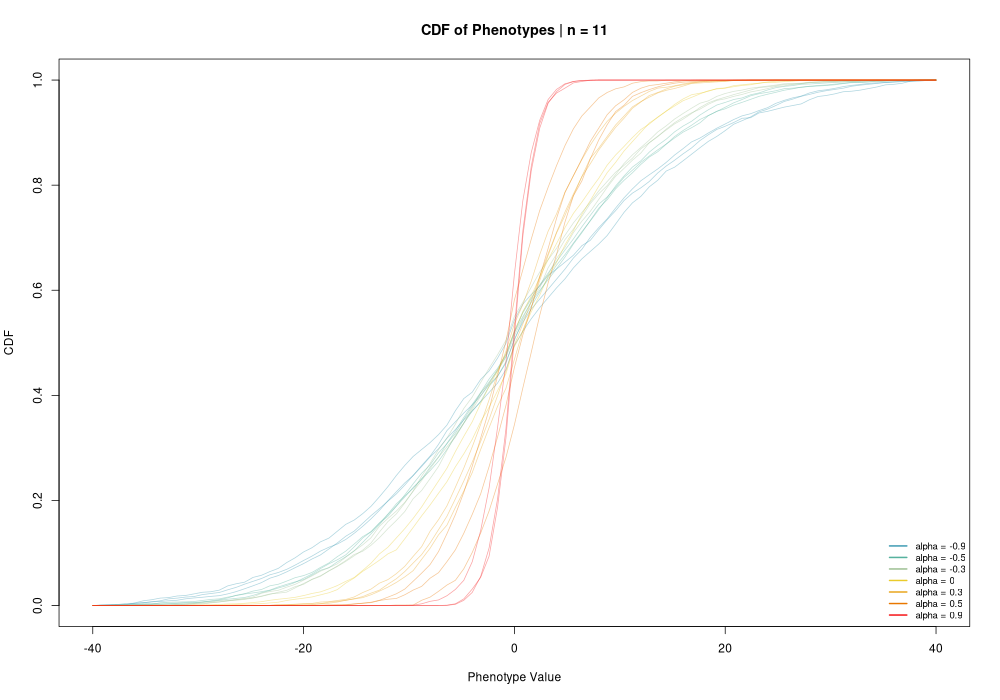 CDF of Phenotypes | n = 11
CDF
1.0
0.8
0.6
0.4
0.2
0.0
-40
-20
0
20
40
Phenotype Value
alpha = -0.9
alpha = -0.5
alpha = -0.3
alpha = 0
alpha = 0.3
alpha = 0.5
alpha = 0.9